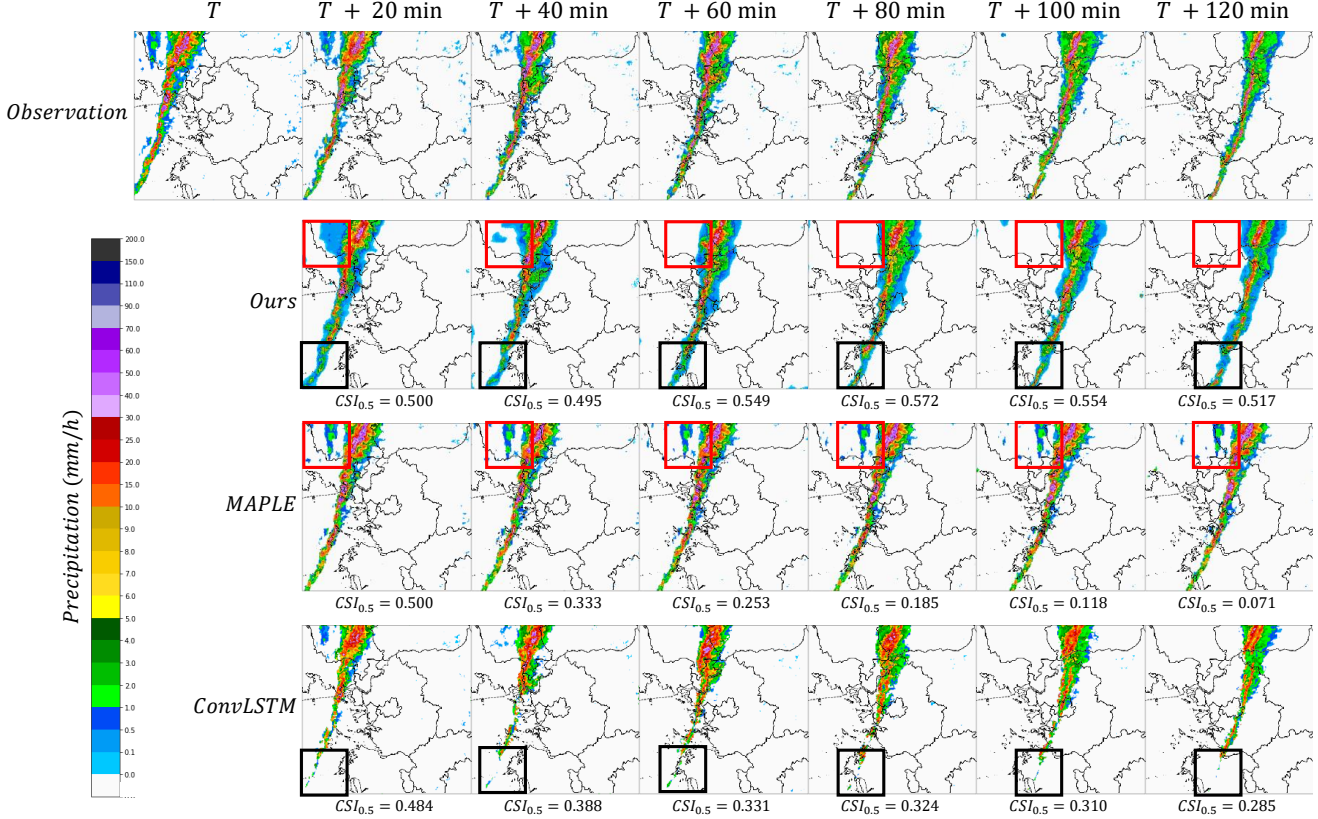 T T + 20 min T + 40 min T + 60 min T + 80 min T + 100 min T + 120 min
Observation
Ours
CSI0.5 = 0.500 CSI0.5 = 0.495 CSI0.5 = 0.549 CSI0.5 = 0.572 CSI0.5 = 0.554 CSI0.5 = 0.517
MAPLE
CSI0.5 = 0.500 CSI0.5 = 0.333 CSI0.5 = 0.253 CSI0.5 = 0.185 CSI0.5 = 0.118 CSI0.5 = 0.071
ConvLSTM
CSI0.5 = 0.484 CSI0.5 = 0.388 CSI0.5 = 0.331 CSI0.5 = 0.324 CSI0.5 = 0.310 CSI0.5 = 0.285
Precipitation (mm/h)
200.0
150.0
110.0
90.0
70.0
60.0
50.0
40.0
30.0
25.0
20.0
15.0
10.0
9.0
8.0
7.0
6.0
5.0
4.0
3.0
2.0
1.0
0.5
0.1
0.0